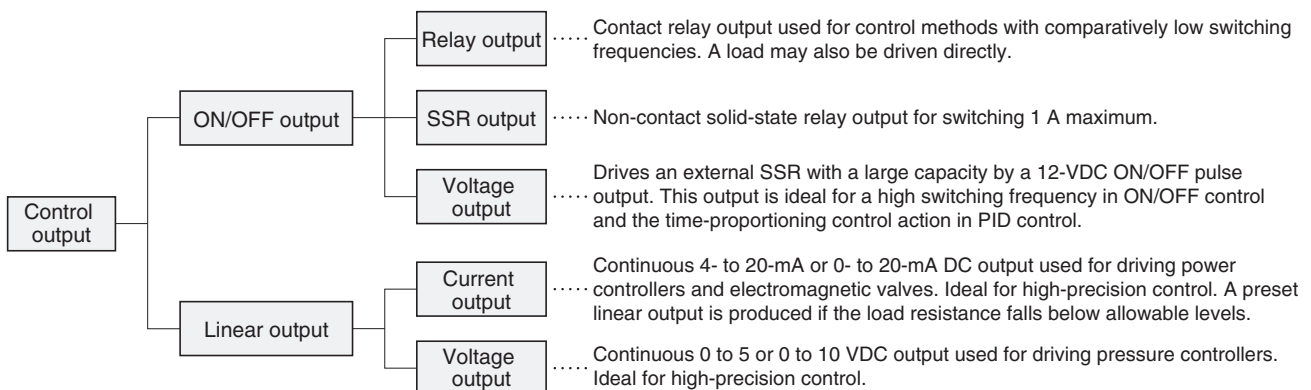 Control
output
ON/OFF output
Relay output
Contact relay output used for control methods with comparatively low switching
frequencies. A load may also be driven directly.
SSR output
Non-contact solid-state relay output for switching 1 A maximum.
Voltage
output
Drives an external SSR with a large capacity by a 12-VDC ON/OFF pulse
output. This output is ideal for a high switching frequency in ON/OFF control
and the time-proportioning control action in PID control.
Linear output
Current
output
Continuous 4- to 20-mA or 0- to 20-mA DC output used for driving power
controllers and electromagnetic valves. Ideal for high-precision control. A preset
linear output is produced if the load resistance falls below allowable levels.
Voltage
output
Continuous 0 to 5 or 0 to 10 VDC output used for driving pressure controllers.
Ideal for high-precision control.